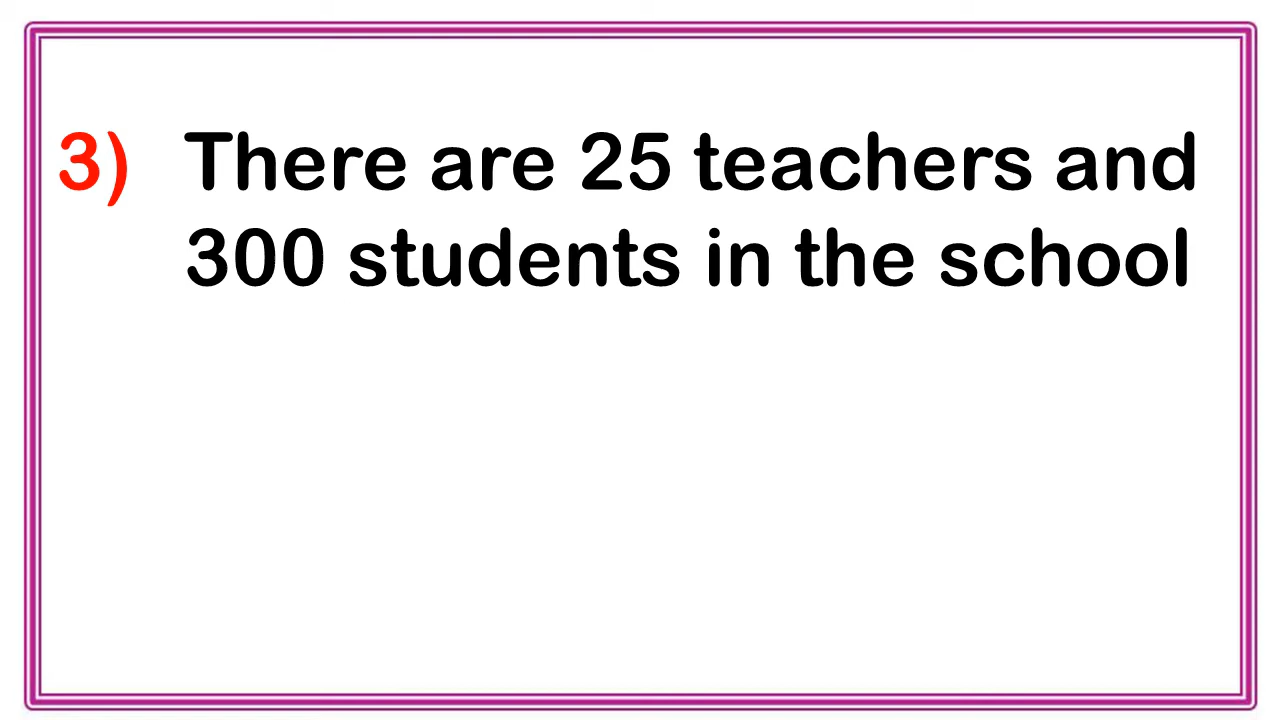 3) There are 25 teachers and
300 students in the school